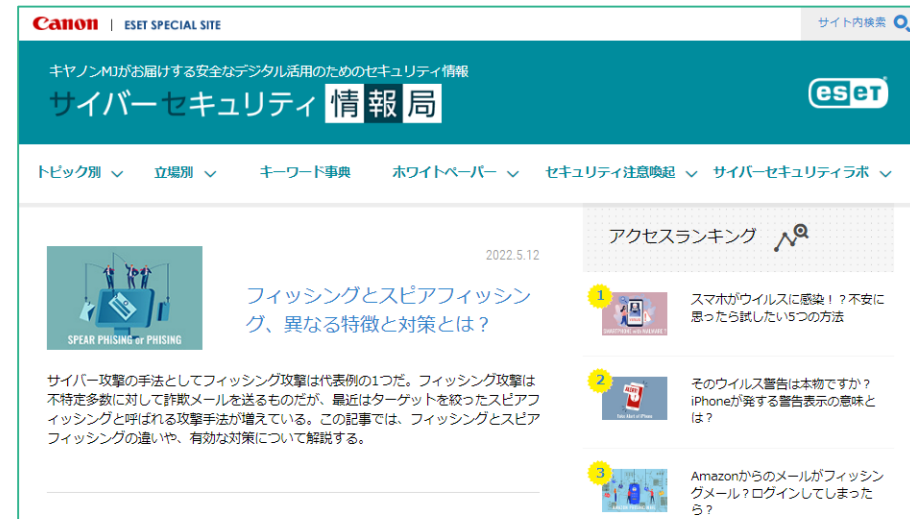 Canon | ESET SPECIAL SITE
サイト内検索
キヤノンMJがお届けする安全なデジタル活用のためのセキュリティ情報
サイバーセキュリティ情報局
eset
トピック別
立場別
キーワード事典
ホワイトペーパー
セキュリティ注意喚起
サイバーセキュリティラボ
SPEAR PHISING or PHISING
2022.5.12
フィッシングとスピアフィッシン
グ、異なる特徴と対策とは？
サイバー攻撃の手法としてフィッシング攻撃は代表例の1つだ。フィッシング攻撃は
不特定多数に対して詐欺メールを送るものだが、最近はターゲットを絞ったスピアフ
ィッシングと呼ばれる攻撃手法が増えている。この記事では、フィッシングとスピア
フィッシングの違いや、有効な対策について解説する。
アクセスランキング
1
スマホがウイルスに感染！？不安に
思ったら試したい5つの方法
2
そのウイルス警告は本物ですか？
iPhoneが発する警告表示の意味と
は？
3
Amazonからのメールがフィッシン
グメール？ログインしてしまった
ら？